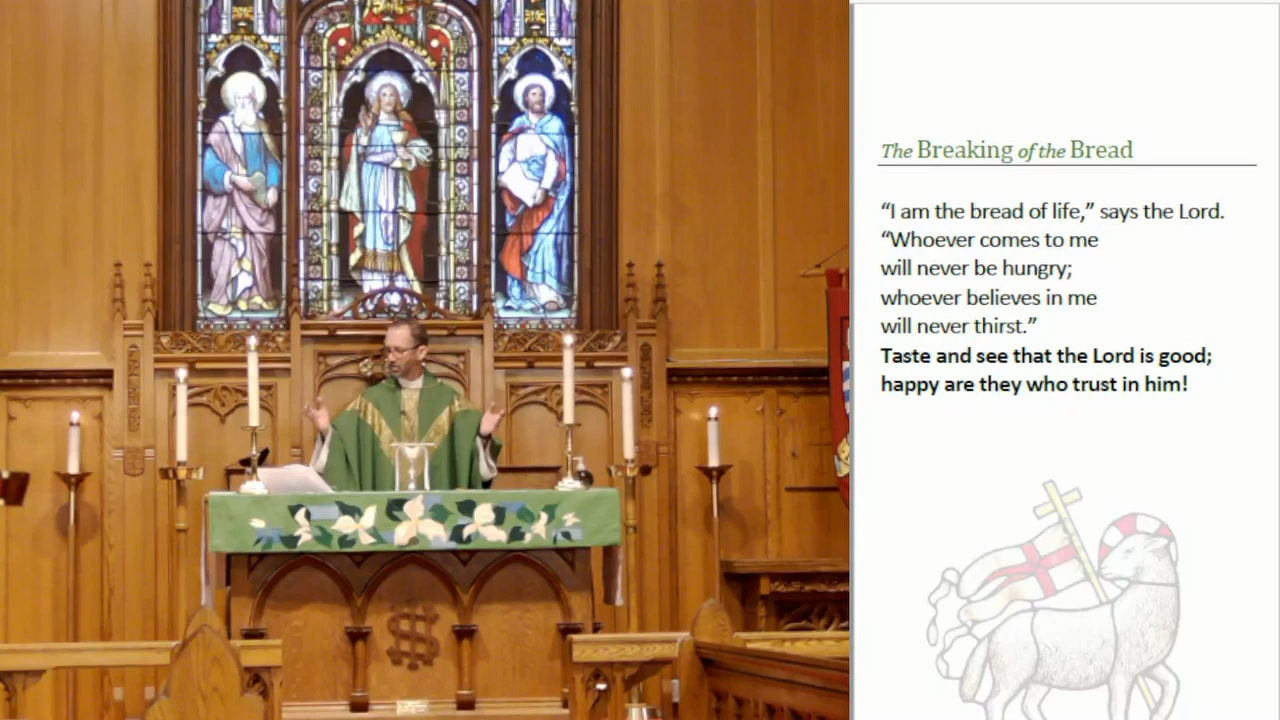 The Breaking of the Bread
“I am the bread of life,” says the Lord.
“Whoever comes to me
will never be hungry;
whoever believes in me
will never thirst.”
Taste and see that the Lord is good;
happy are they who trust in him!
IHS